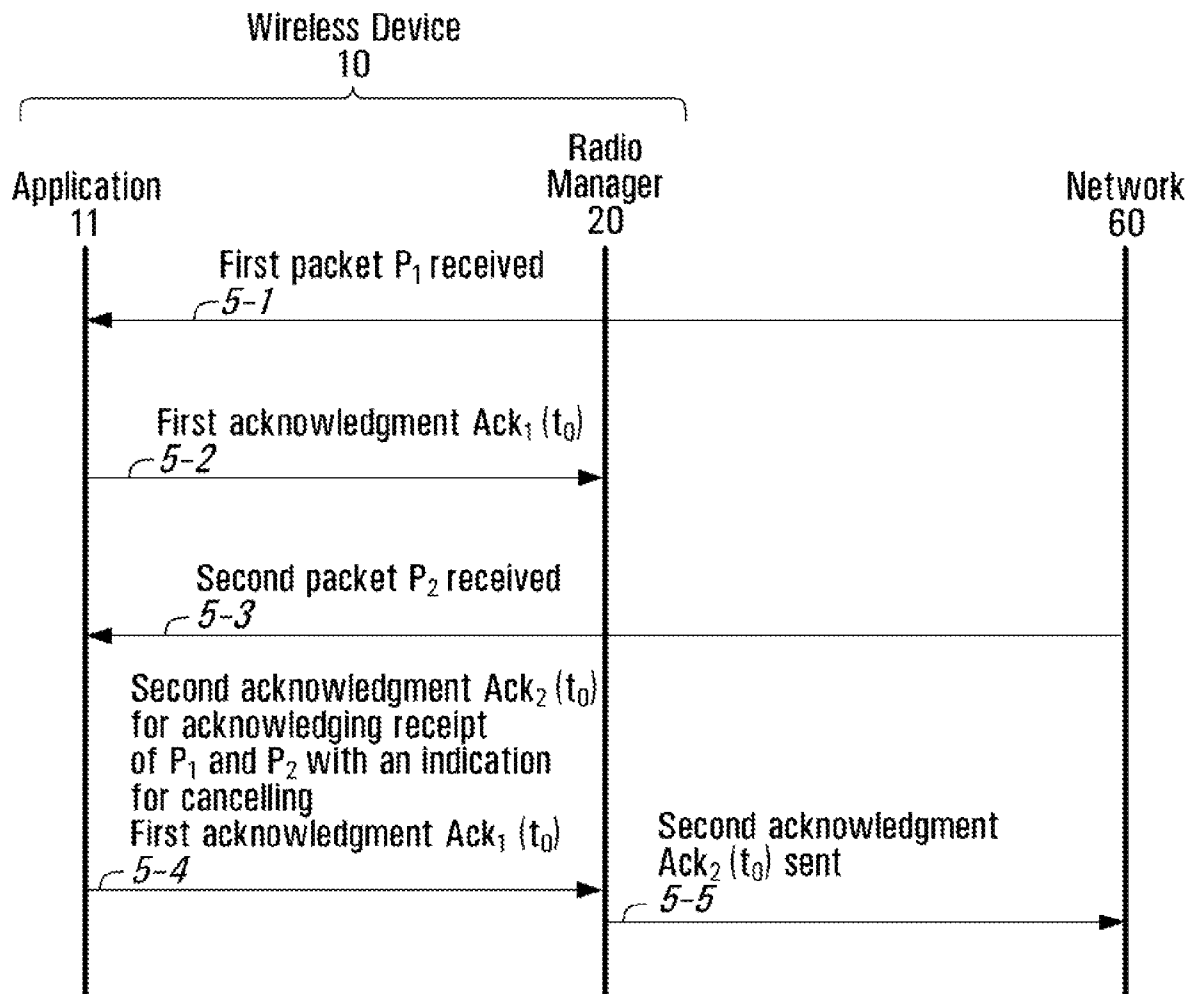 Wireless Device
10
Application
11
Radio
Manager
20
Network
60
First packet P₁ received
5-1
First acknowledgment Ack₁ (t₀)
5-2
Second packet P₂ received
5-3
Second acknowledgment Ack₂ (t₀)
for acknowledging receipt
of P₁ and P₂ with an indication
for cancelling
First acknowledgment Ack₁ (t₀)
5-4
Second acknowledgment
Ack₂ (t₀) sent
5-5